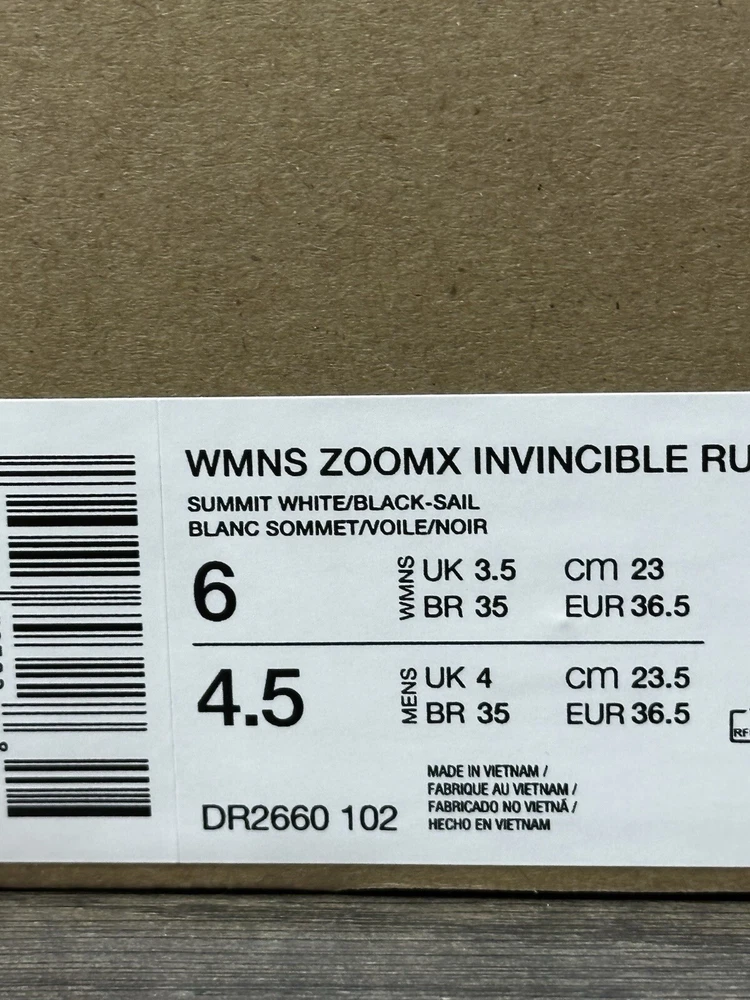 WMNS ZOOMX INVINCIBLE RU
SUMMIT WHITE/BLACK-SAIL
BLANC SOMMET/VOILE/NOIR
6 WMNS UK 3.5 cm 23
BR 35 EUR 36.5
4.5 MENS UK 4 cm 23.5
BR 35 EUR 36.5
MADE IN VIETNAM /
FABRIQUE AU VIETNAM /
FABRICADO NO VIETNÃ /
HECHO EN VIETNAM
DR2660 102